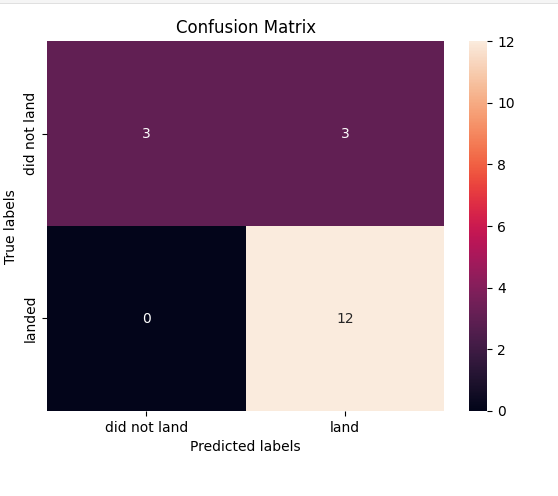 Confusion Matrix
True labels
did not land
landed
3
3
0
12
did not land
land
Predicted labels
12
10
8
6
4
2
0